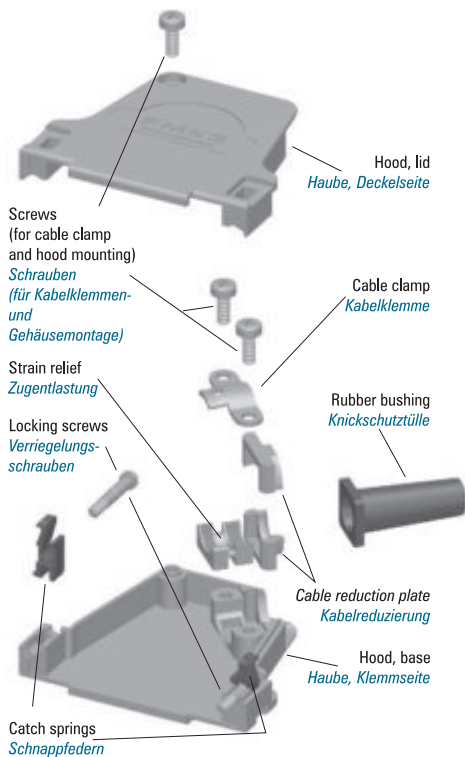 Hood, lid
Haube, Deckelseite
Screws
(for cable clamp
and hood mounting)
Schrauben
(für Kabelklemmen-
und
Gehäusemontage)
Cable clamp
Kabelklemme
Strain relief
Zugentlastung
Rubber bushing
Knickschutztülle
Locking screws
Verriegelungs-
schrauben
Cable reduction plate
Kabelreduzierung
Hood, base
Haube, Klemmseite
Catch springs
Schnappfedern